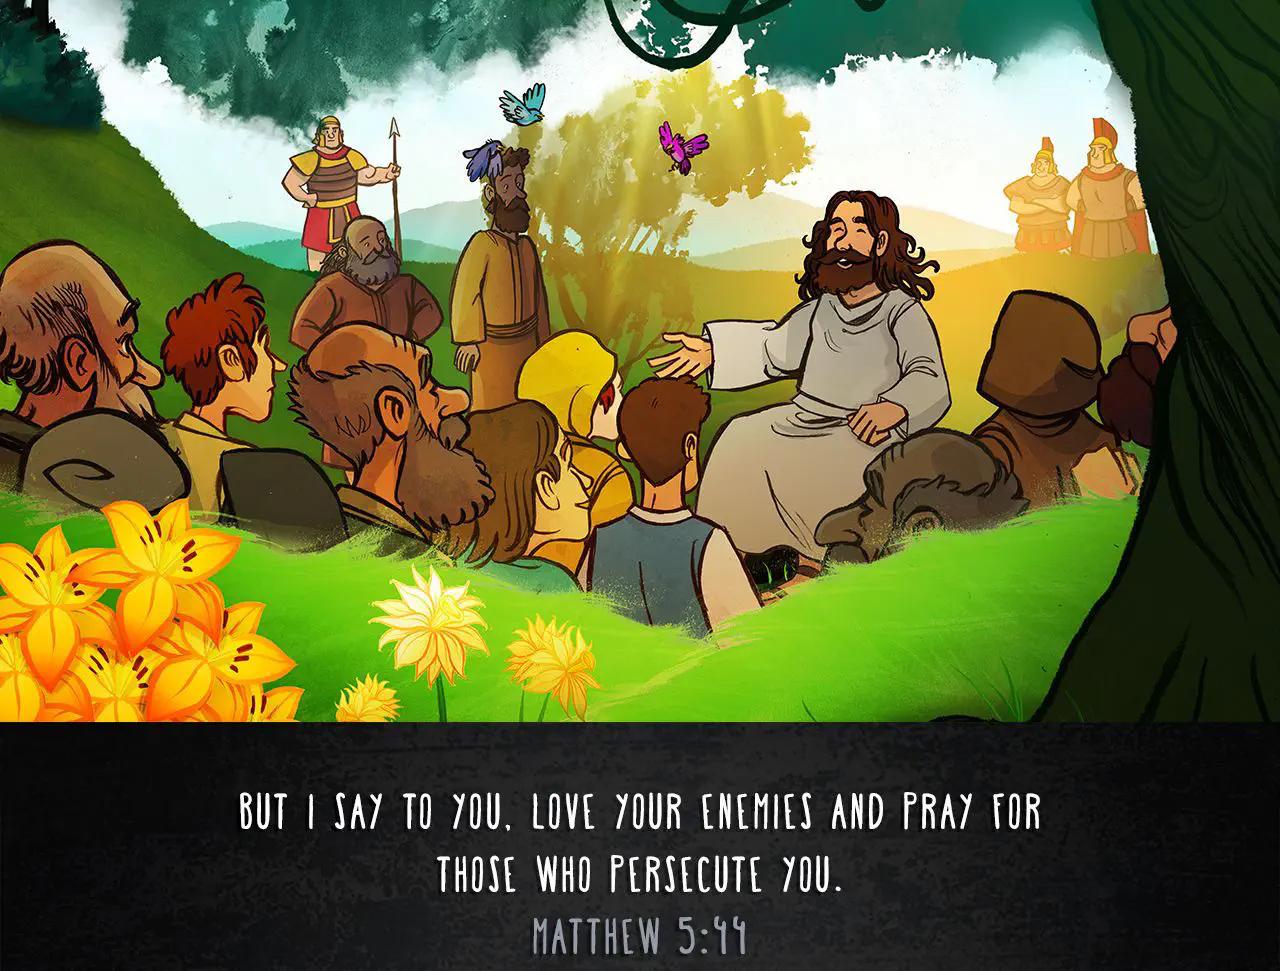 BUT I SAY TO YOU, LOVE YOUR ENEMIES AND PRAY FOR
THOSE WHO PERSECUTE YOU.
MATTHEW 5:44